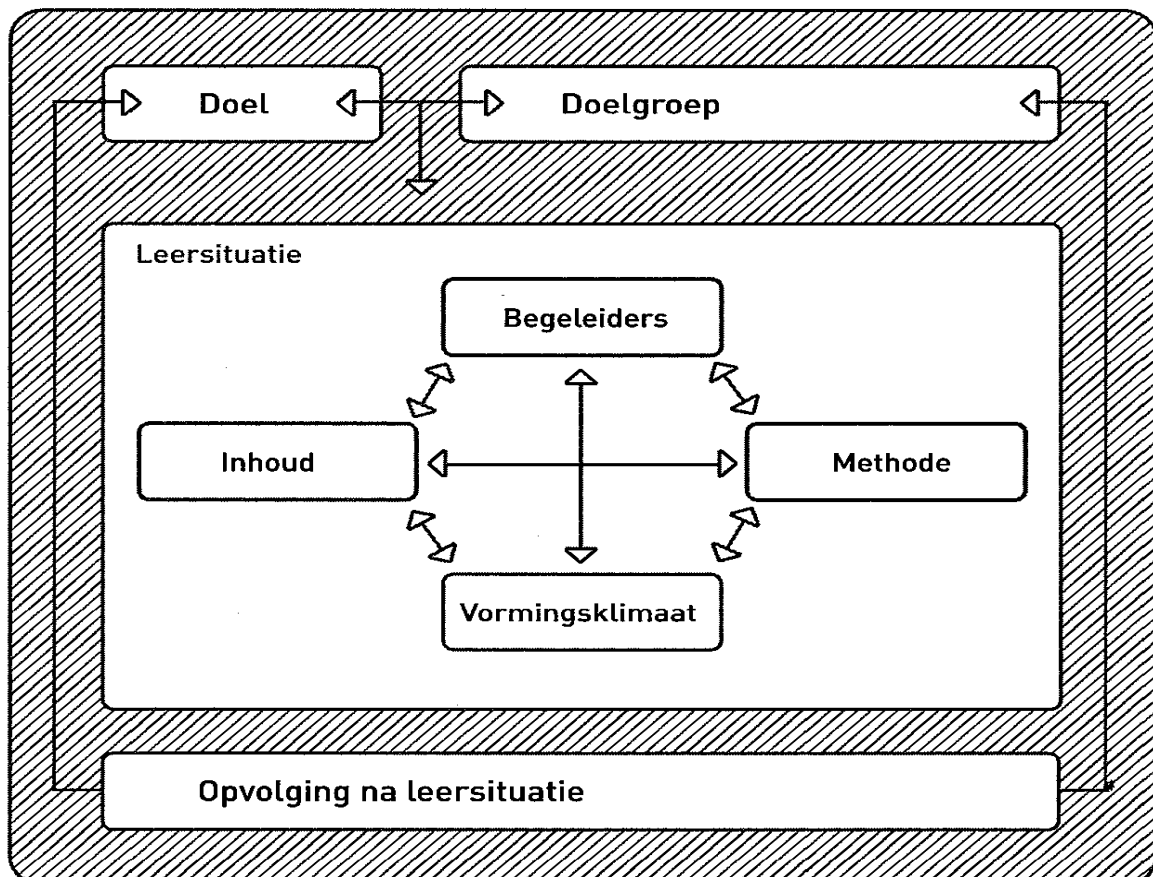 Doel
Doelgroep
Leersituatie
Begeleiders
Inhoud
Methode
Vormingsklimaat
Opvolging na leersituatie